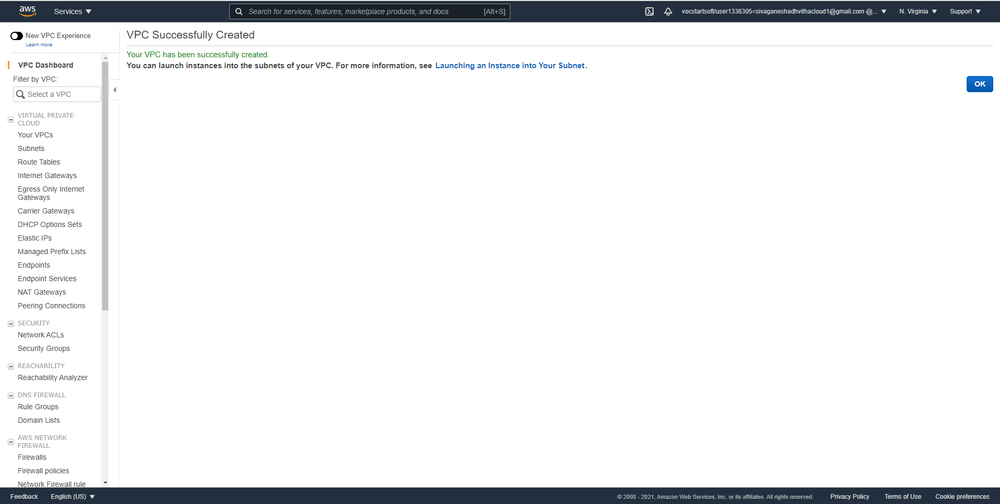 aws
Services
Search for services, features, marketplace products, and docs [Alt+S]
vocstartsoft/user1336305=sivaganeshadhvithacloud1@gmail.com @...
N. Virginia
Support
New VPC Experience
Learn more
VPC Dashboard
Filter by VPC:
Select a VPC
VIRTUAL PRIVATE
CLOUD
Your VPCs
Subnets
Route Tables
Internet Gateways
Egress Only Internet
Gateways
Carrier Gateways
DHCP Options Sets
Elastic IPs
Managed Prefix Lists
Endpoints
Endpoint Services
NAT Gateways
Peering Connections
SECURITY
Network ACLs
Security Groups
REACHABILITY
Reachability Analyzer
DNS FIREWALL
Rule Groups
Domain Lists
AWS NETWORK
FIREWALL
Firewalls
Firewall policies
Network Firewall rule
VPC Successfully Created
Your VPC has been successfully created.
You can launch instances into the subnets of your VPC. For more information, see Launching an Instance into Your Subnet.
OK
Feedback
English (US)
© 2008 - 2021, Amazon Web Services, Inc. or its affiliates. All rights reserved.
Privacy Policy
Terms of Use
Cookie preferences